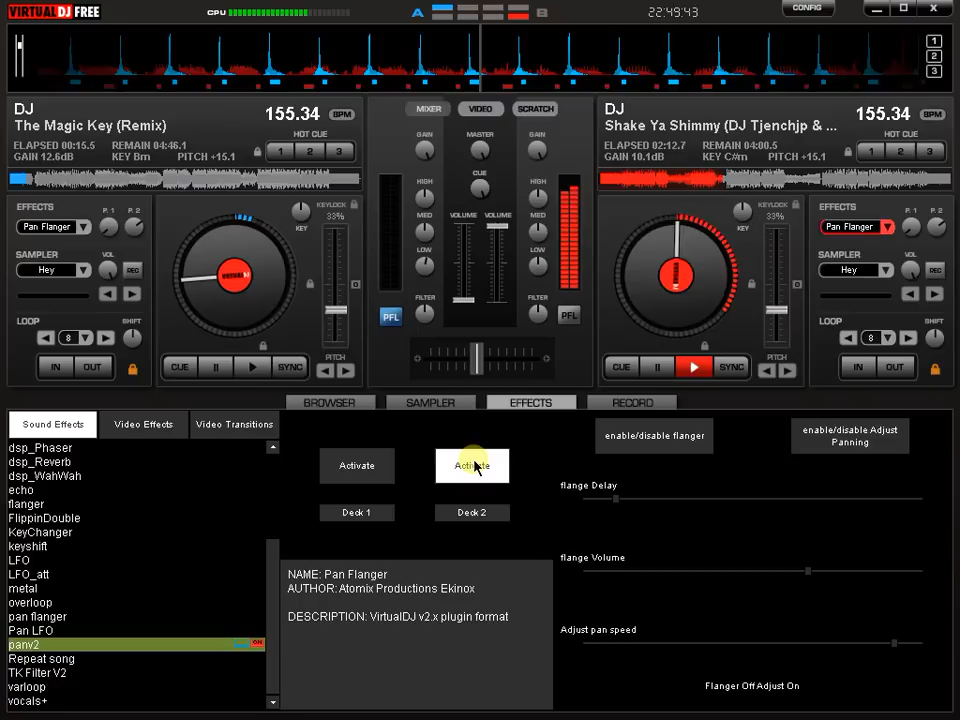 VIRTUAL DJ FREE
CPU
A
B
22:49:43
CONFIG
X
1
2
3
DJ
The Magic Key (Remix)
155.34 BPM
HOT CUE
1 2 3
ELAPSED 00:15.5 REMAIN 04:46.1
GAIN 12.6dB KEY Bm PITCH +15.1
MIXER VIDEO SCRATCH
GAIN MASTER GAIN
DJ
Shake Ya Shimmy (DJ Tjenchjp & ...
155.34 BPM
HOT CUE
1 2 3
ELAPSED 02:12.7 REMAIN 04:00.5
GAIN 10.1dB KEY C#m PITCH +15.1
EFFECTS P. 1 P. 2
Pan Flanger
SAMPLER VOL
Hey REC
LOOP SHIFT
8
IN OUT
KEYLOCK
33%
KEY
CUE SYNC
PITCH
HIGH CUE HIGH
MED VOLUME VOLUME MED
LOW LOW
FILTER FILTER
PFL PFL
KEYLOCK
33%
KEY
CUE SYNC
PITCH
EFFECTS P. 1 P. 2
Pan Flanger
SAMPLER VOL
Hey REC
LOOP SHIFT
8
IN OUT
BROWSER SAMPLER EFFECTS RECORD
Sound Effects Video Effects Video Transitions
dsp_Phaser
dsp_Reverb
dsp_WahWah
echo
flanger
FlippinDouble
KeyChanger
keyshift
LFO
LFO_att
metal
overloop
pan flanger
Pan LFO
panv2 ON
Repeat song
TK Filter V2
varloop
vocals+
Activate Activate
Deck 1 Deck 2
NAME: Pan Flanger
AUTHOR: Atomix Productions Ekinox
DESCRIPTION: VirtualDJ v2.x plugin format
enable/disable flanger
enable/disable Adjust
Panning
flange Delay
flange Volume
Adjust pan speed
Flanger Off Adjust On